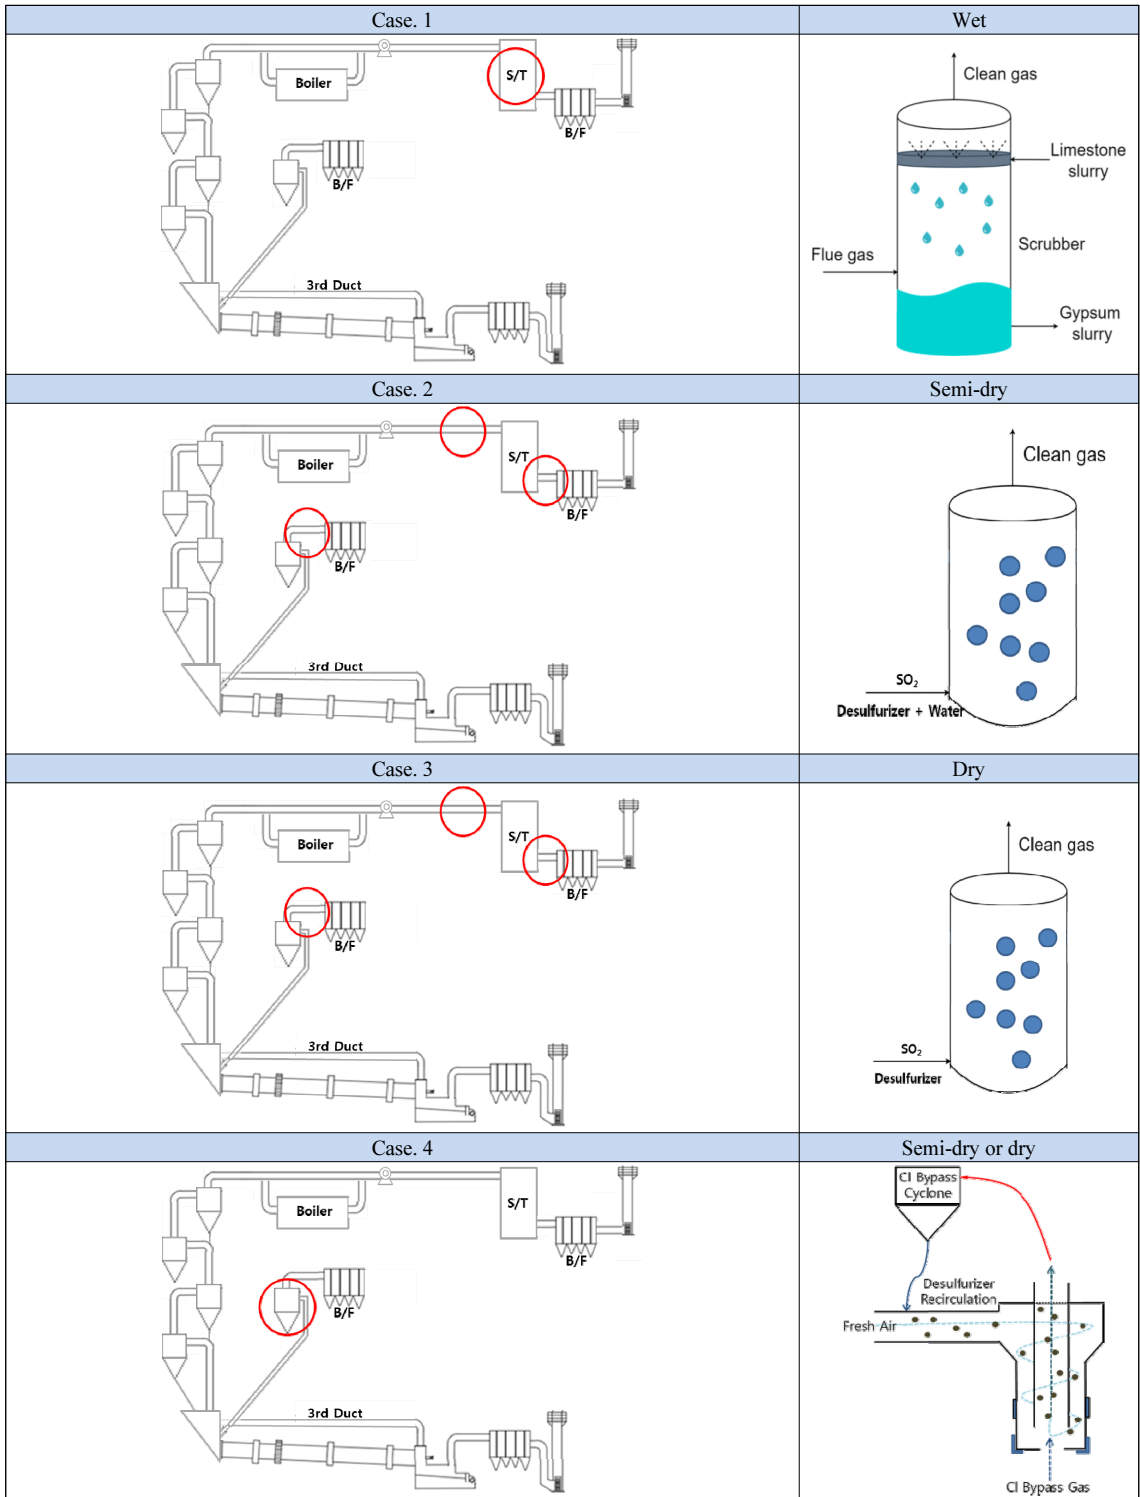 Case. 1
Wet
Boiler
S/T
B/F
B/F
3rd Duct
Clean gas
Limestone
slurry
Scrubber
Flue gas
Gypsum
slurry
Case. 2
Semi-dry
Boiler
S/T
B/F
B/F
3rd Duct
Clean gas
SO₂
Desulfurizer + Water
Case. 3
Dry
Boiler
S/T
B/F
B/F
3rd Duct
Clean gas
SO₂
Desulfurizer
Case. 4
Semi-dry or dry
Boiler
S/T
B/F
B/F
3rd Duct
Cl Bypass
Cyclone
Desulfurizer
Recirculation
Fresh Air
Cl Bypass Gas